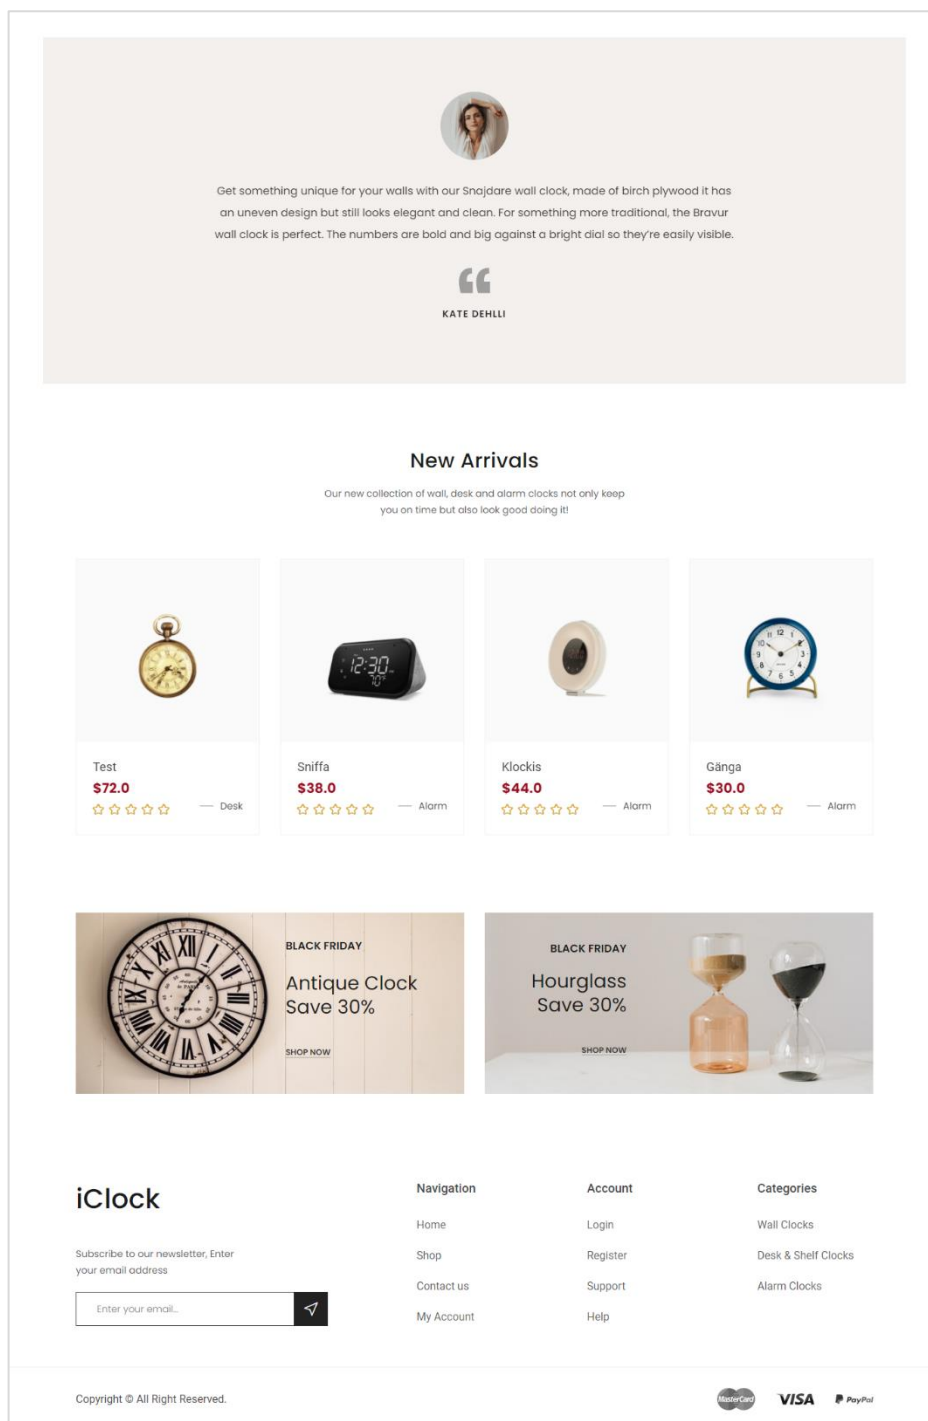 Get something unique for your walls with our Snajdare wall clock, made of birch plywood it has
an uneven design but still looks elegant and clean. For something more traditional, the Bravur
wall clock is perfect. The numbers are bold and big against a bright dial so they're easily visible.
KATE DEHLLI
New Arrivals
Our new collection of wall, desk and alarm clocks not only keep
you on time but also look good doing it!
12:30
Test
$72.0
Desk
Sniffa
$38.0
Alarm
Klockis
$44.0
Alarm
Gänga
$30.0
Alarm
BLACK FRIDAY
Antique Clock
Save 30%
SHOP NOW
BLACK FRIDAY
Hourglass
Save 30%
SHOP NOW
iClock
Subscribe to our newsletter, Enter
your email address
Enter your email...
Navigation
Home
Shop
Contact us
My Account
Account
Login
Register
Support
Help
Categories
Wall Clocks
Desk & Shelf Clocks
Alarm Clocks
Copyright © All Right Reserved.
MasterCard
VISA
PayPal